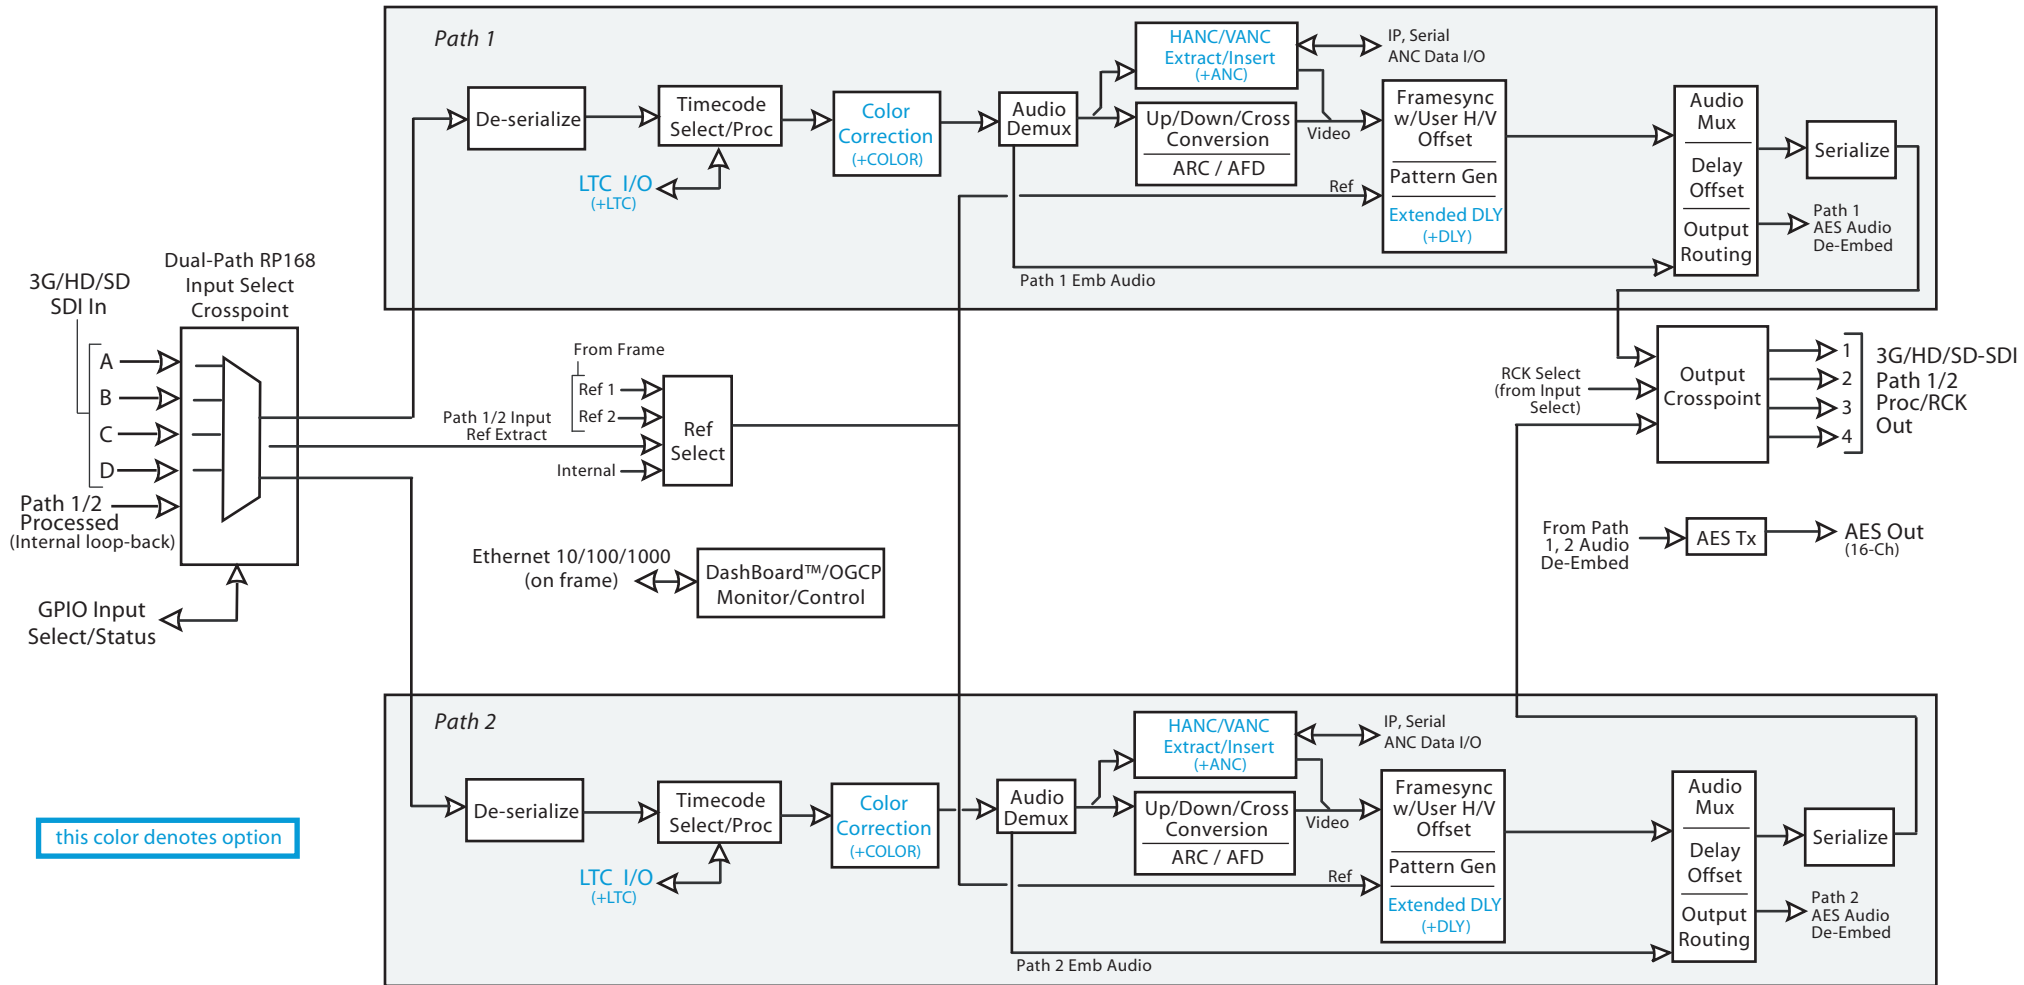 Path 1
De-serialize
Timecode
Select/Proc
LTC I/O
(+LTC)
Color
Correction
(+COLOR)
Audio
Demux
HANC/VANC
Extract/Insert
(+ANC)
IP, Serial
ANC Data I/O
Up/Down/Cross
Conversion
ARC / AFD
Video
Ref
Framesync
w/User H/V
Offset
Pattern Gen
Extended DLY
(+DLY)
Path 1 Emb Audio
Audio
Mux
Delay
Offset
Output
Routing
Serialize
Path 1
AES Audio
De-Embed
Dual-Path RP168
Input Select
Crosspoint
3G/HD/SD
SDI In
A
B
C
D
Path 1/2
Processed
(Internal loop-back)
GPIO Input
Select/Status
From Frame
Ref 1
Ref 2
Path 1/2 Input
Ref Extract
Internal
Ref
Select
Ethernet 10/100/1000
(on frame)
DashBoard™/OGCP
Monitor/Control
RCK Select
(from Input
Select)
Output
Crosspoint
1
2
3
4
3G/HD/SD-SDI
Path 1/2
Proc/RCK
Out
From Path
1, 2 Audio
De-Embed
AES Tx
AES Out
(16-Ch)
this color denotes option
Path 2
De-serialize
Timecode
Select/Proc
LTC I/O
(+LTC)
Color
Correction
(+COLOR)
Audio
Demux
HANC/VANC
Extract/Insert
(+ANC)
IP, Serial
ANC Data I/O
Up/Down/Cross
Conversion
ARC / AFD
Video
Ref
Framesync
w/User H/V
Offset
Pattern Gen
Extended DLY
(+DLY)
Path 2 Emb Audio
Audio
Mux
Delay
Offset
Output
Routing
Serialize
Path 2
AES Audio
De-Embed